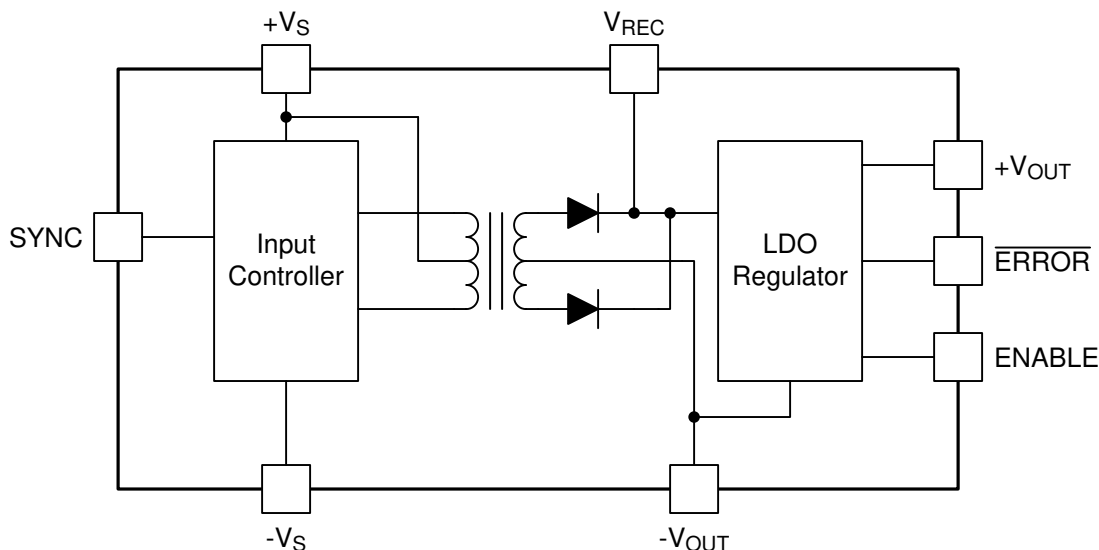 +VS
VREC
SYNC
Input
Controller
LDO
Regulator
+VOUT
ERROR
ENABLE
-VS
-VOUT